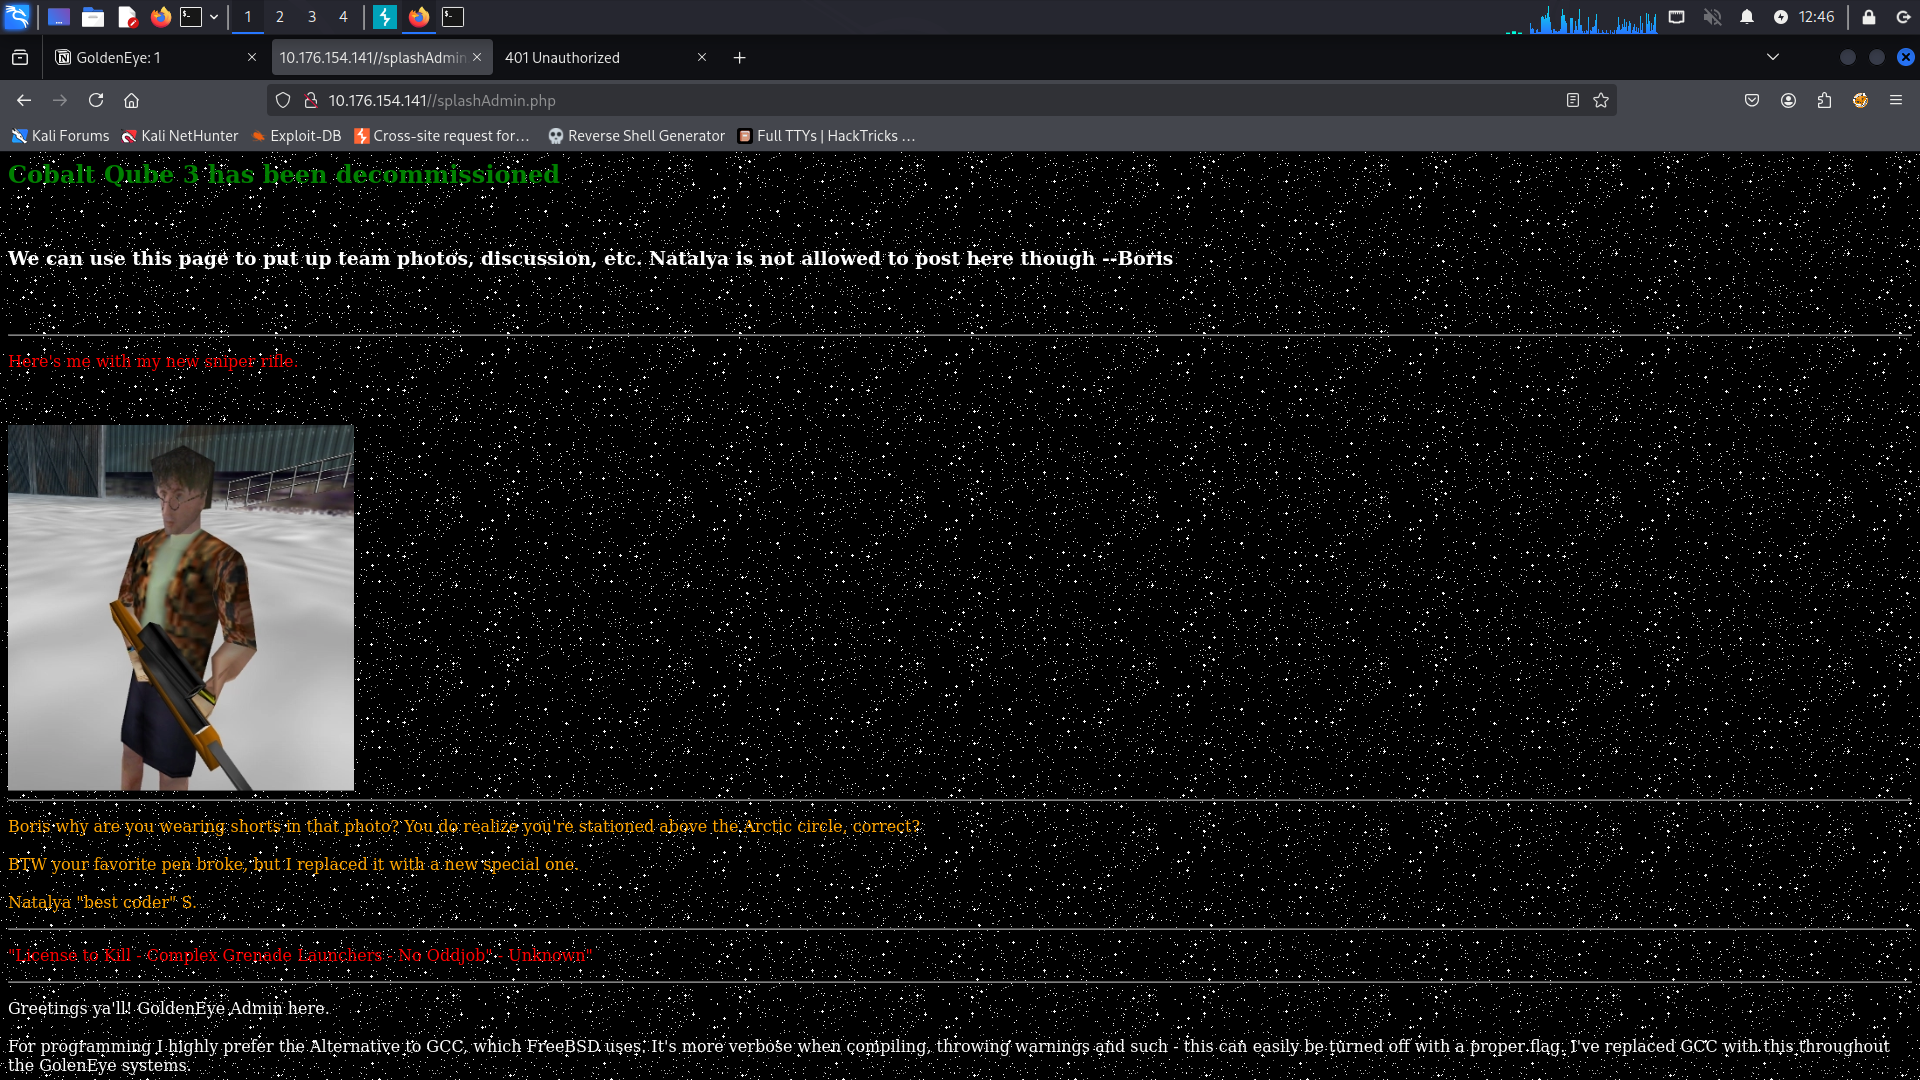 1 2 3 4 12:46
GoldenEye: 1
10.176.154.141//splashAdmin
401 Unauthorized
10.176.154.141//splashAdmin.php
Kali Forums Kali NetHunter Exploit-DB Cross-site request for... Reverse Shell Generator Full TTYs | HackTricks ...
Cobalt Qube 3 has been decommissioned
We can use this page to put up team photos, discussion, etc. Natalya is not allowed to post here though --Boris
Here's me with my new sniper rifle.
Boris why are you wearing shorts in that photo? You do realize you're stationed above the Arctic circle, correct?
BTW your favorite pen broke, but I replaced it with a new special one.
Natalya "best coder" S.
"License to Kill - Complex Grenade Launchers - No Oddjob" - Unknown"
Greetings ya'll! GoldenEye Admin here.
For programming I highly prefer the Alternative to GCC, which FreeBSD uses. It's more verbose when compiling, throwing warnings and such - this can easily be turned off with a proper flag. I've replaced GCC with this throughout
the GolenEye systems.